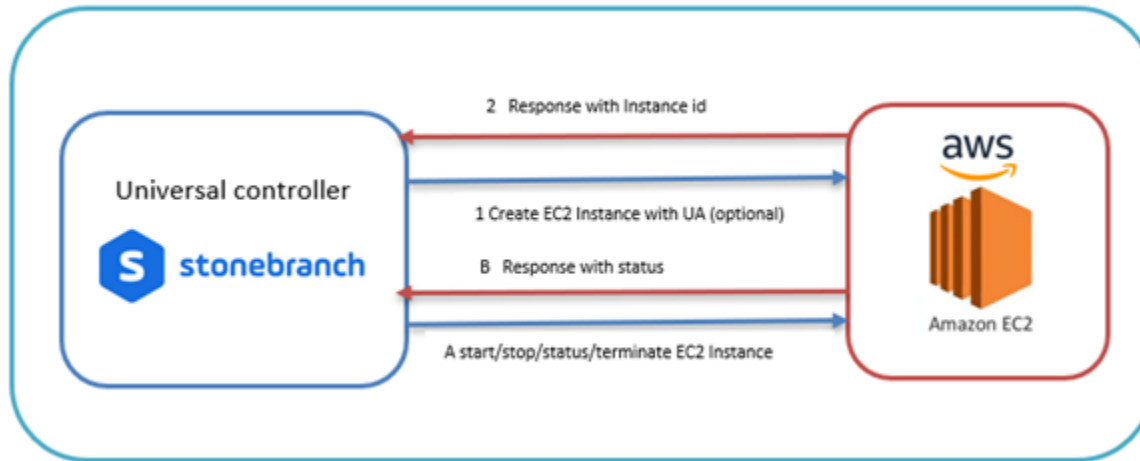 2 Response with Instance id
aws
Universal controller
1 Create EC2 Instance with UA (optional)
S stonebranch
B Response with status
Amazon EC2
A start/stop/status/terminate EC2 Instance